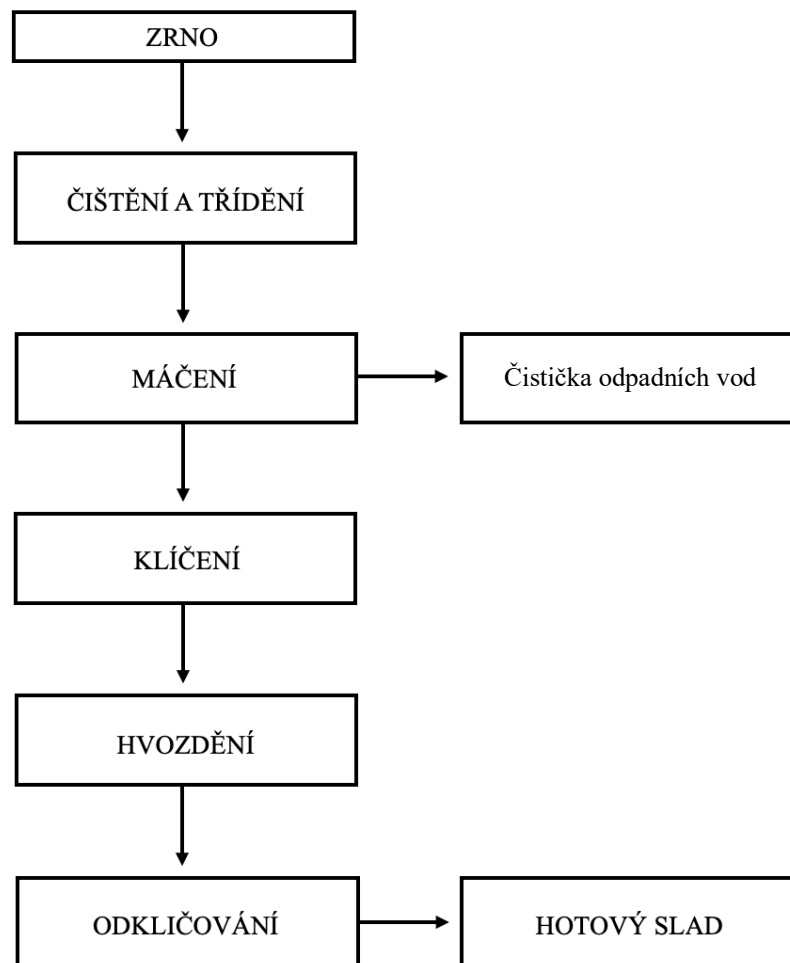 ZRNO
ČIŠTĚNÍ A TŘÍDĚNÍ
MÁČENÍ
Čistička odpadních vod
KLÍČENÍ
HVOZDĚNÍ
ODKLIČOVÁNÍ
HOTOVÝ SLAD